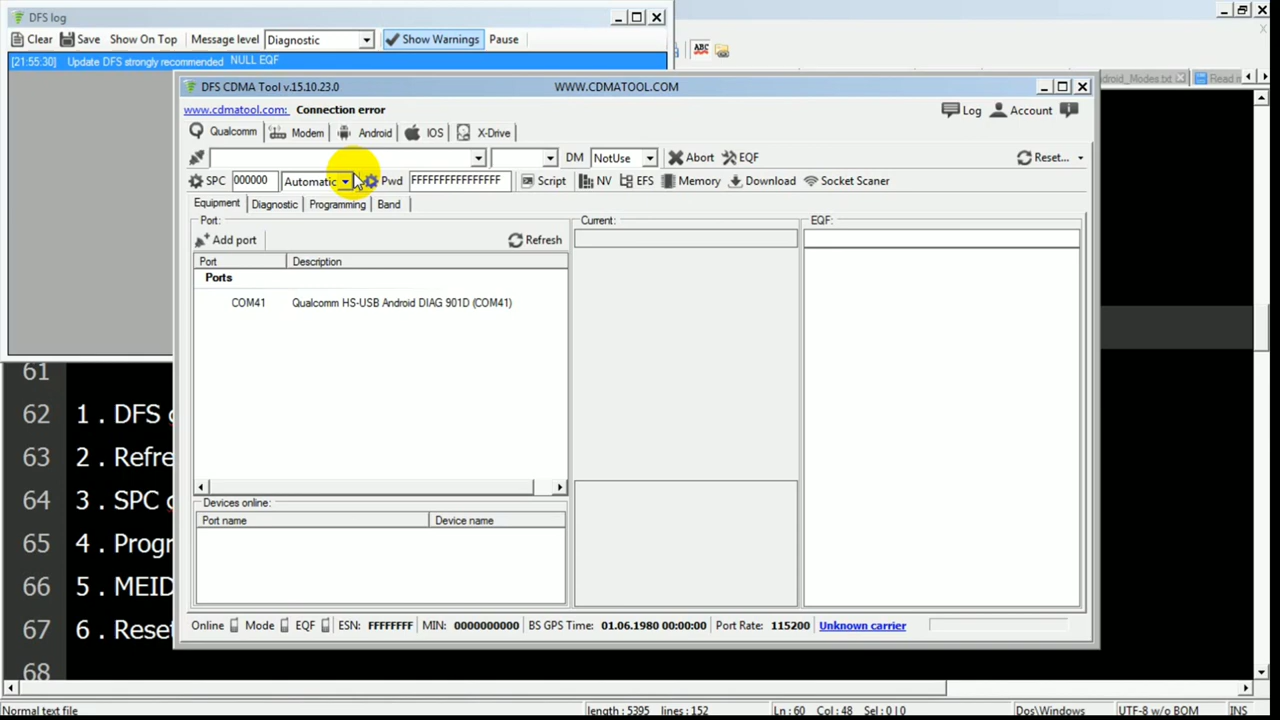 DFS log
Clear Save Show On Top Message level Diagnostic Show Warnings Pause
[21:55:30] Update DFS strongly recommended NULL EQF
DFS CDMA Tool v.15.10.23.0 WWW.CDMATOOL.COM
www.cdmatool.com: Connection error Log Account
Qualcomm Modem Android IOS X-Drive
DM NotUse Abort EQF Reset...
SPC 000000 Automatic Pwd FFFFFFFFFFFFFFFF Script NV EFS Memory Download Socket Scaner
Equipment Diagnostic Programming Band
Port: Current: EQF:
Add port Refresh
Port Description
Ports
COM41 Qualcomm HS-USB Android DIAG 901D (COM41)
Devices online:
Port name Device name
Online Mode EQF ESN: FFFFFFFF MIN: 0000000000 BS GPS Time: 01.06.1980 00:00:00 Port Rate: 115200 Unknown carrier
ABC
droid_Modes.txt Read m
61
62 1 . DFS
63 2 . Refre
64 3 . SPC
65 4 . Progr
66 5 . MEID
67 6 . Reset
68
Normal text file length : 5395 lines : 152 Ln : 60 Col : 48 Sel : 0 | 0 Dos\Windows UTF-8 w/o BOM INS